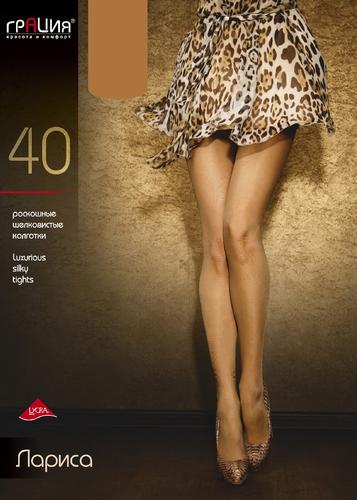 ГРАЦИЯ®
красота и комфорт
40
роскошные
шелковистые
колготки
luxurious
silky
tights
LYCRA
Лариса